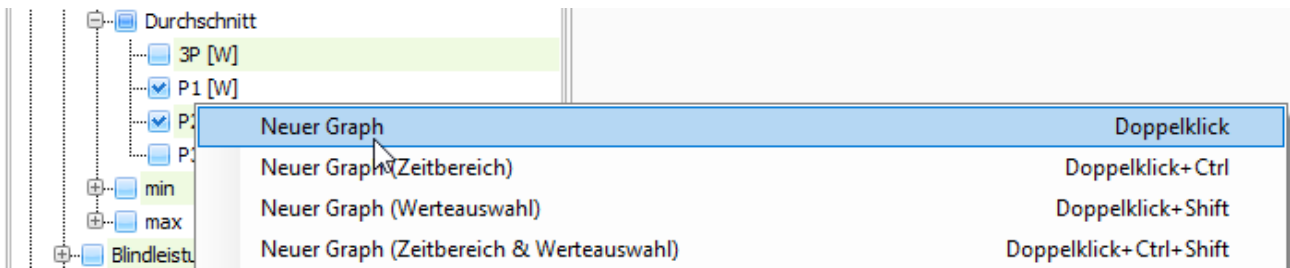 Durchschnitt
3P [W]
P1 [W]
Neuer Graph Doppelklick
Neuer Graph (Zeitbereich) Doppelklick+Ctrl
min
Neuer Graph (Werteauswahl) Doppelklick+Shift
max
Neuer Graph (Zeitbereich & Werteauswahl) Doppelklick+Ctrl+Shift